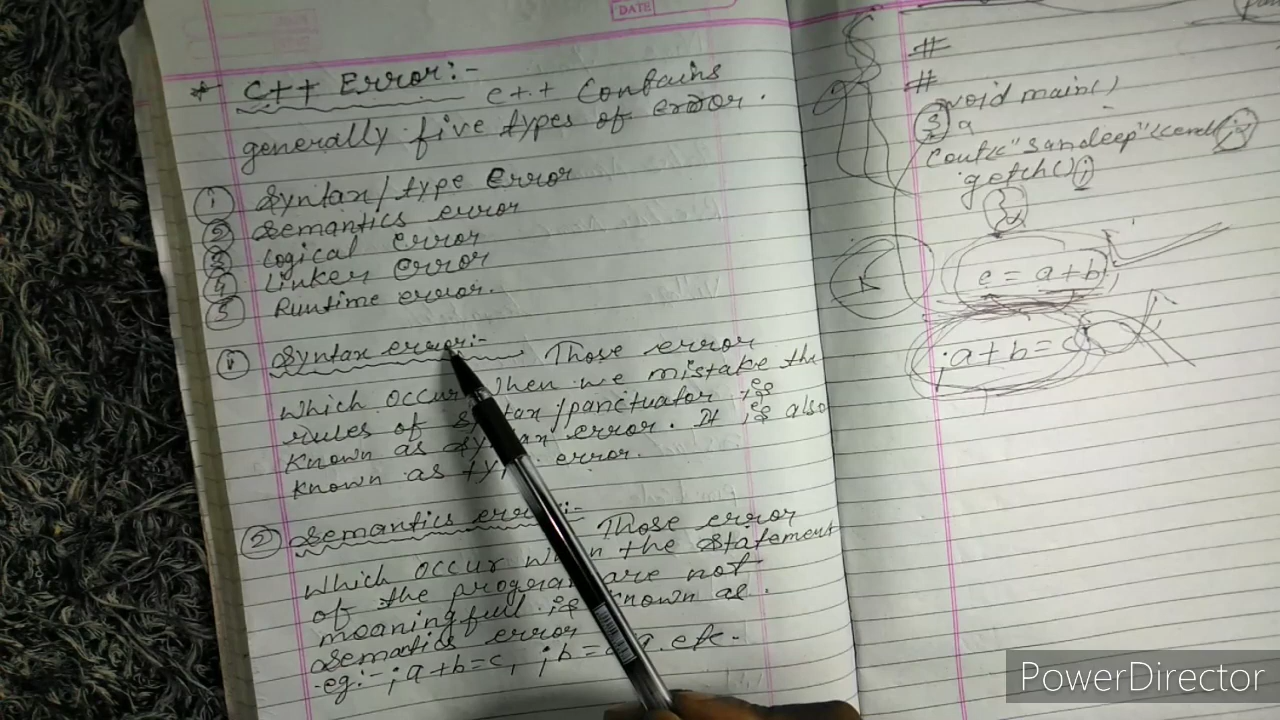 DATE
* C++ Error:-
C++ Contains
generally five types of error.
① Syntax/type Error
② Semantics error
③ Logical error
④ Linker Error
⑤ Runtime error.
① Syntax error:- Those error
which occur when we mistake the
rules of syntax/panctuator is
known as syntax error. It is also
known as type error.
② Semantics error:- Those error
which occur when the statement
of the program are not
meaningful is known as.
Sematics error
eg:- ; a+b=c, ; b= a. etc.
#
#
void main()
{
Cout<<"Sandeep"<<endl;
getch();
}
K
c = a+b;
;a+b=c
PowerDirector